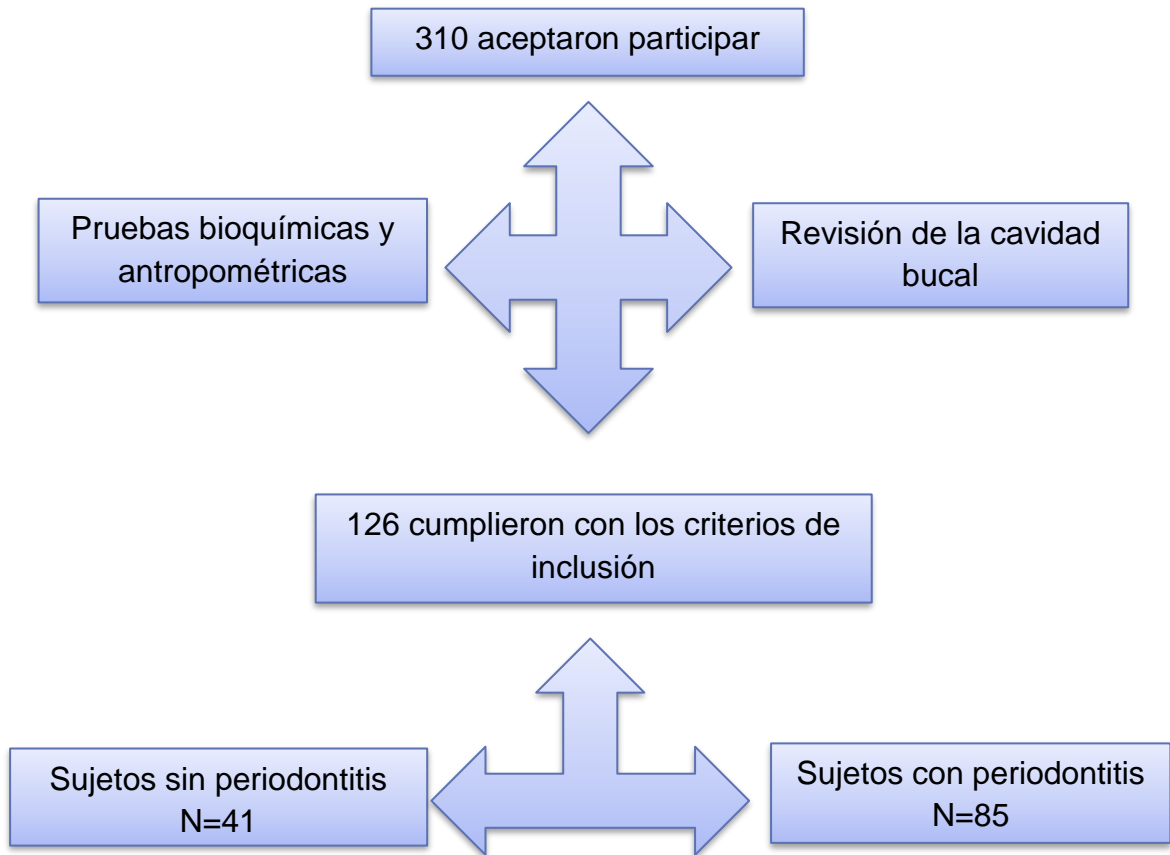 310 aceptaron participar
Pruebas bioquímicas y
antropométricas
Revisión de la cavidad
bucal
126 cumplieron con los criterios de
inclusión
Sujetos sin periodontitis
N=41
Sujetos con periodontitis
N=85